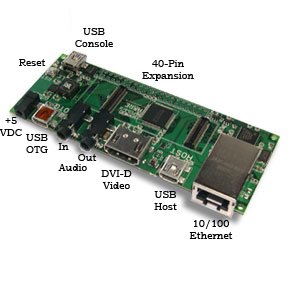 USB
Console
40-Pin
Expansion
Reset
+5
VDC
USB
OTG
In
Out
Audio
DVI-D
Video
HOST
USB
Host
10/100
Ethernet